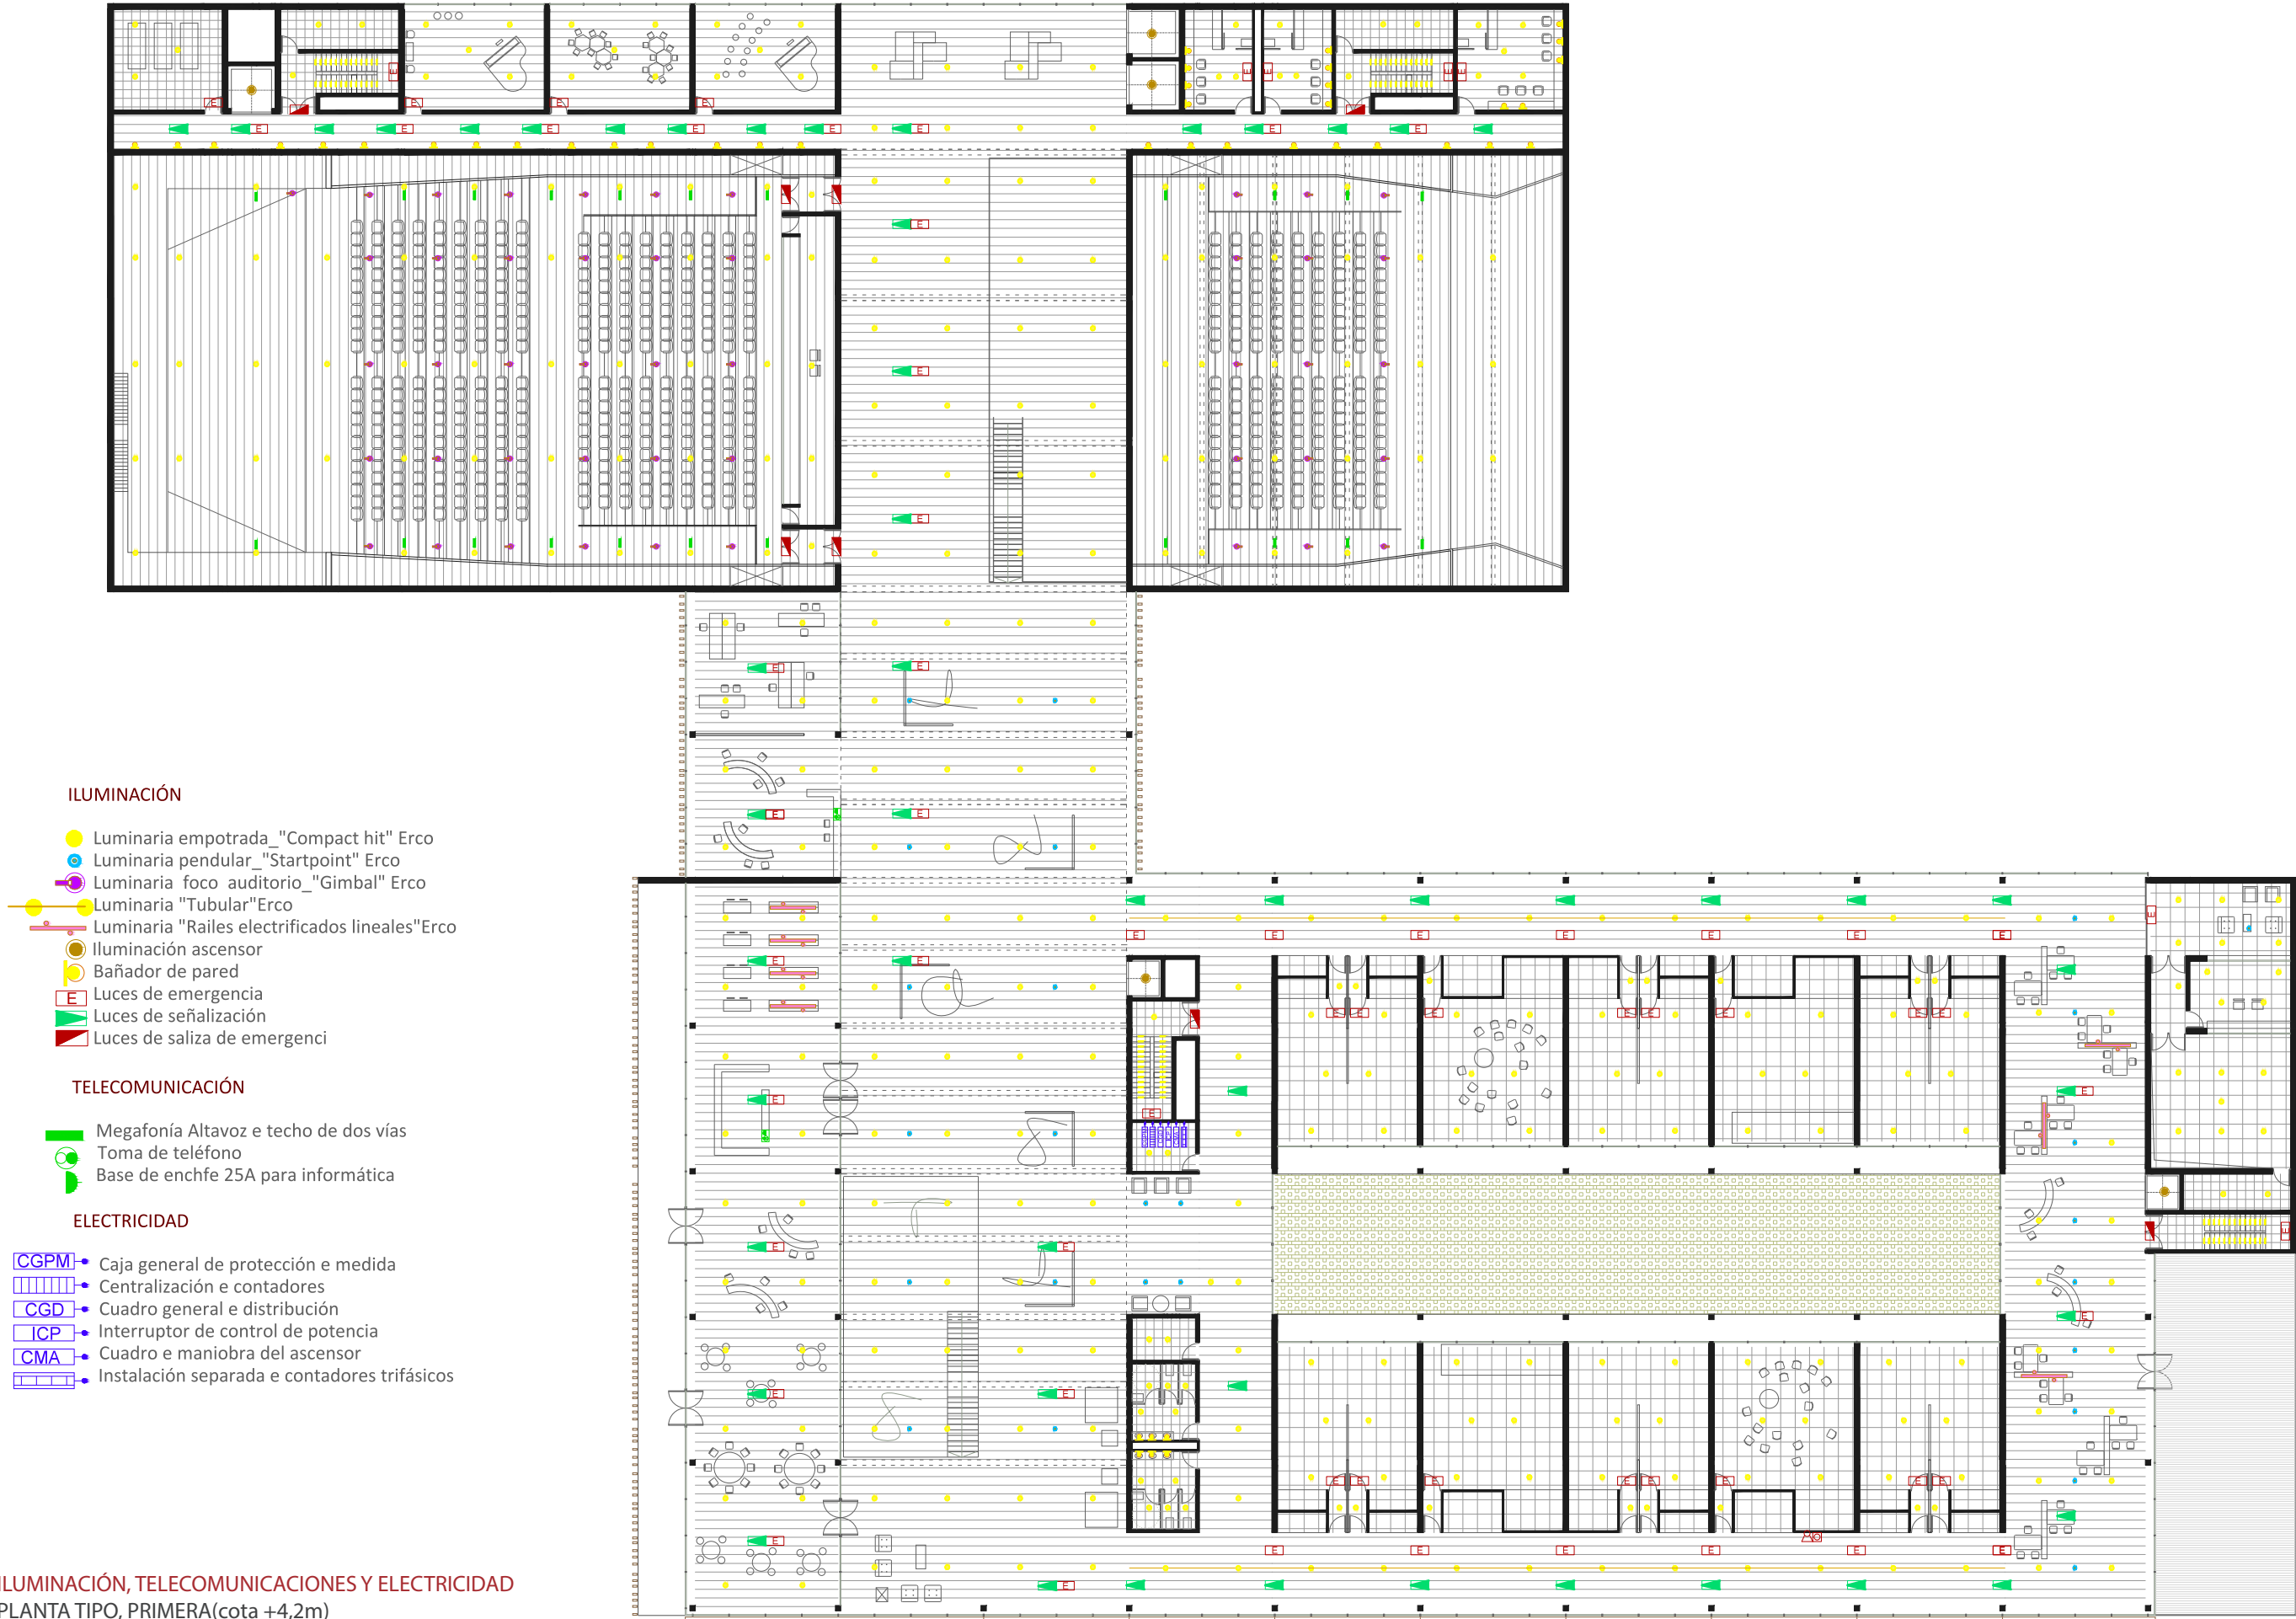 ILUMINACIÓN
Luminaria empotrada_"Compact hit" Erco
Luminaria pendular_"Startpoint" Erco
Luminaria foco auditorio_"Gimbal" Erco
Luminaria "Tubular"Erco
Luminaria "Railes electrificados lineales"Erco
Iluminación ascensor
Bañador de pared
E Luces de emergencia
Luces de señalización
Luces de saliza de emergenci
TELECOMUNICACIÓN
Megafonía Altavoz e techo de dos vías
Toma de teléfono
Base de enchfe 25A para informática
ELECTRICIDAD
CGPM Caja general de protección e medida
Centralización e contadores
CGD Cuadro general e distribución
ICP Interruptor de control de potencia
CMA Cuadro e maniobra del ascensor
Instalación separada e contadores trifásicos
ILUMINACIÓN, TELECOMUNICACIONES Y ELECTRICIDAD
PLANTA TIPO, PRIMERA(cota +4,2m)